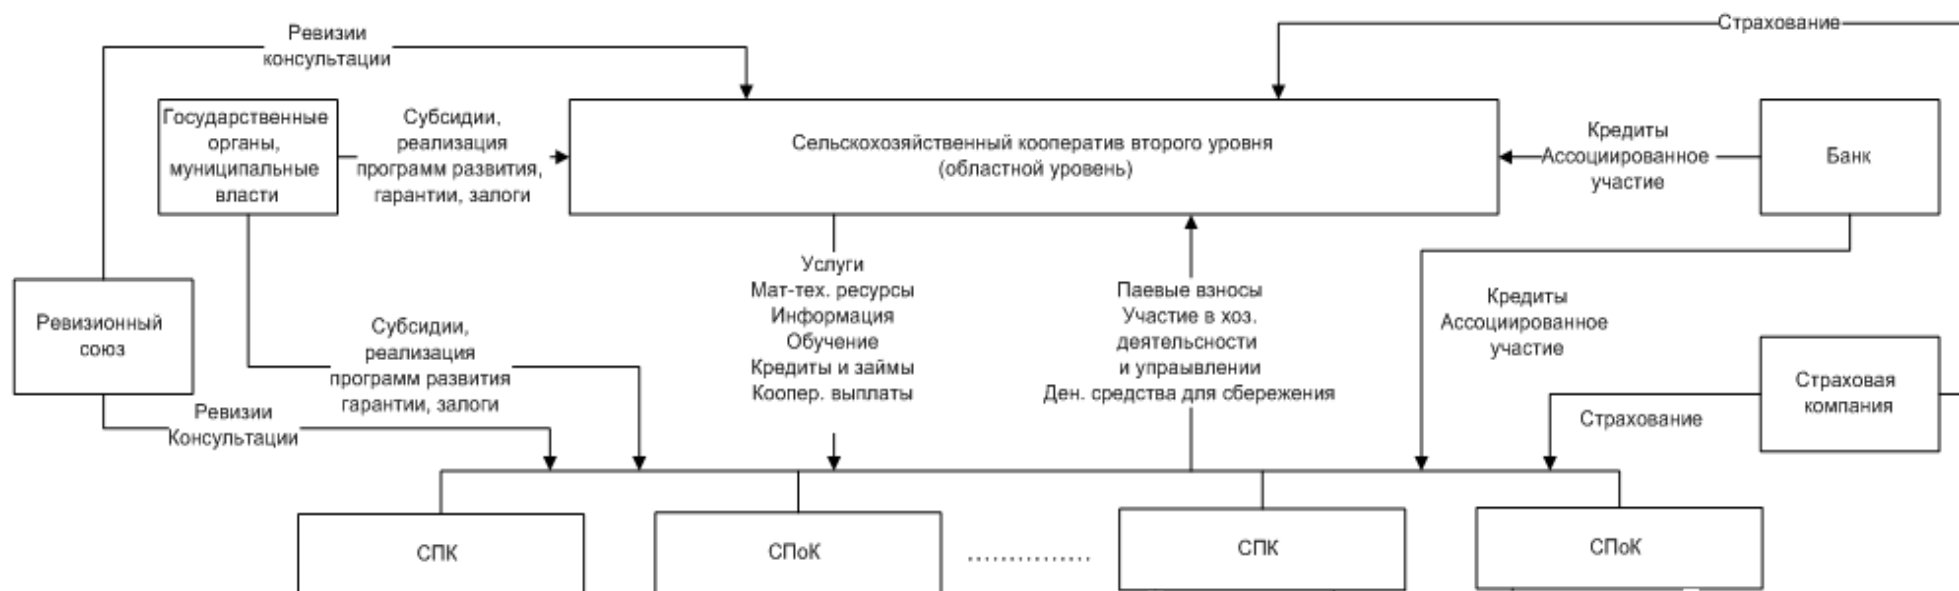 Ревизии
консультации
Страхование
Государственные
органы,
муниципальные
власти
Субсидии,
реализация
программ развития,
гарантии, залоги
Сельскохозяйственный кооператив второго уровня
(областной уровень)
Кредиты
Ассоциированное
участие
Банк
Ревизионный
союз
Субсидии,
реализация
программ развития
гарантии, залоги
Ревизии
Консультации
Услуги
Мат-тех. ресурсы
Информация
Обучение
Кредиты и займы
Коопер. выплаты
Паевые взносы
Участие в хоз.
деятельсности
и упраывлении
Ден. средства для сбережения
Кредиты
Ассоциированное
участие
Страховая
компания
Страхование
СПК
СПоК
..............
СПК
СПоК